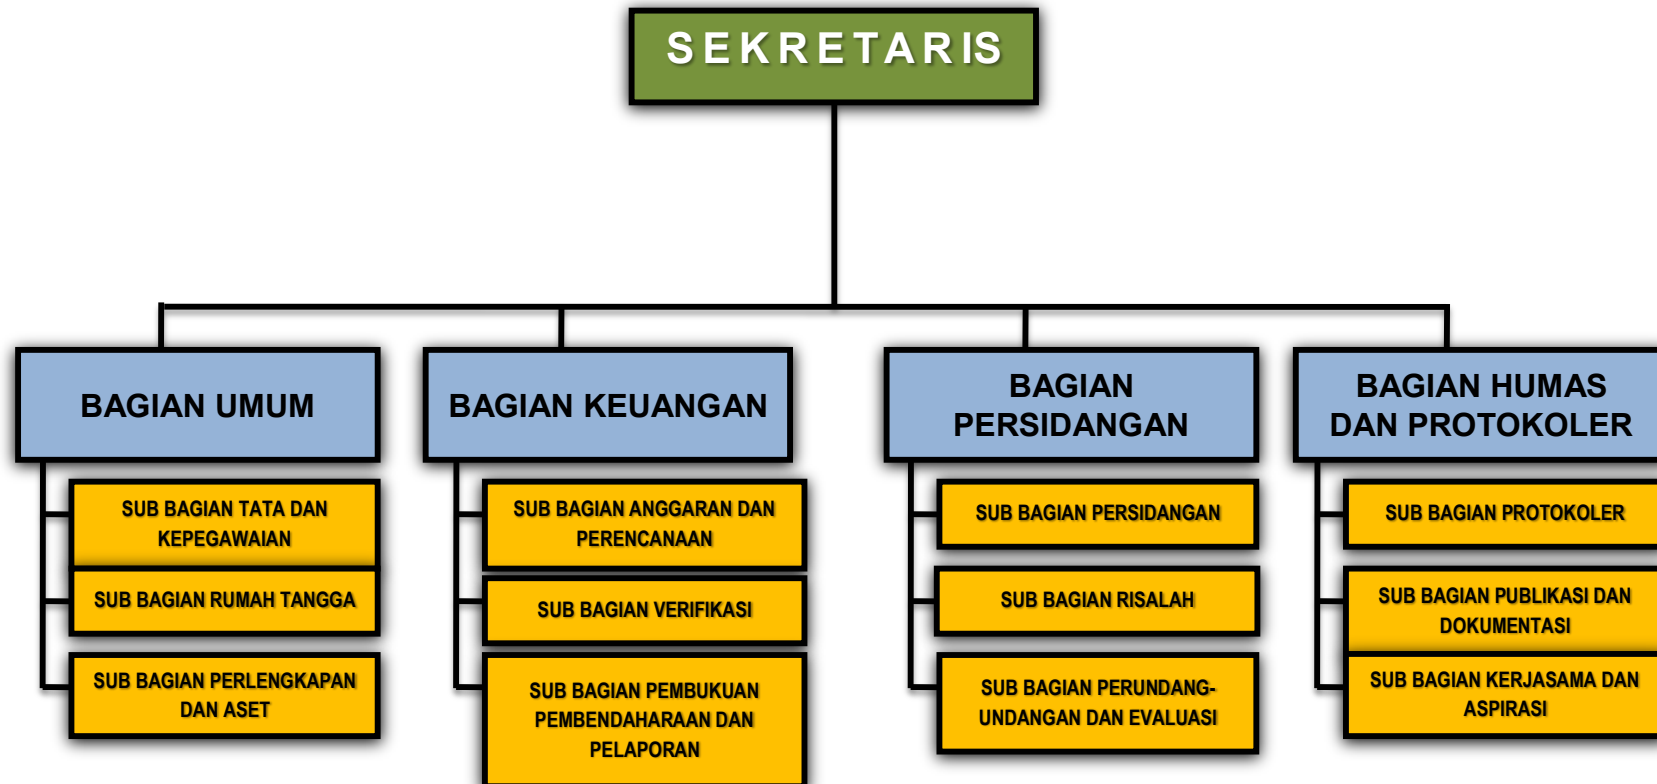 SEKRETARIS
BAGIAN UMUM
SUB BAGIAN TATA DAN
KEPEGAWAIAN
SUB BAGIAN RUMAH TANGGA
SUB BAGIAN PERLENGKAPAN
DAN ASET
BAGIAN KEUANGAN
SUB BAGIAN ANGGARAN DAN
PERENCANAAN
SUB BAGIAN VERIFIKASI
SUB BAGIAN PEMBUKUAN
PEMBENDAHARAAN DAN
PELAPORAN
BAGIAN
PERSIDANGAN
SUB BAGIAN PERSIDANGAN
SUB BAGIAN RISALAH
SUB BAGIAN PERUNDANG-
UNDANGAN DAN EVALUASI
BAGIAN HUMAS
DAN PROTOKOLER
SUB BAGIAN PROTOKOLER
SUB BAGIAN PUBLIKASI DAN
DOKUMENTASI
SUB BAGIAN KERJASAMA DAN
ASPIRASI